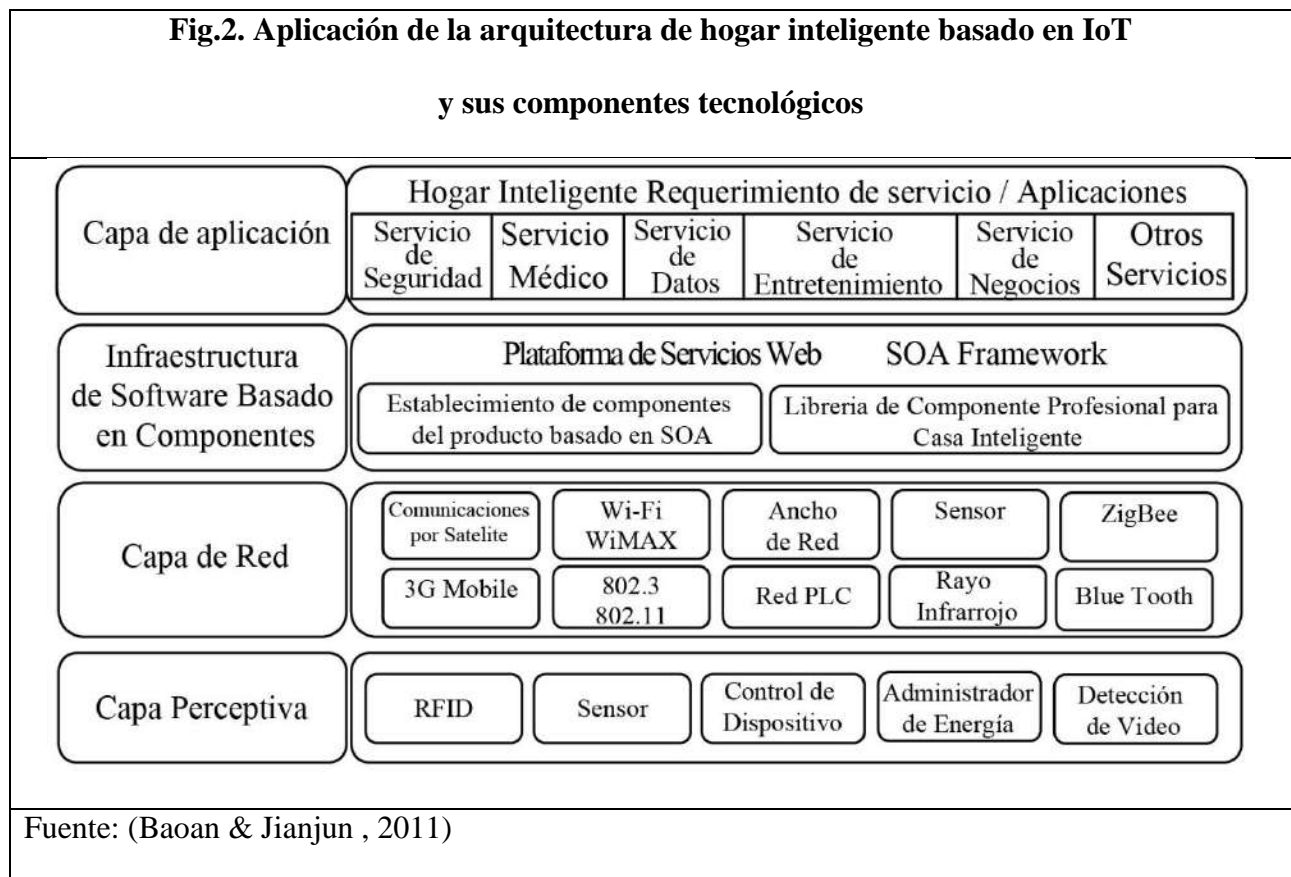 Fig.2. Aplicación de la arquitectura de hogar inteligente basado en IoT
y sus componentes tecnológicos
Capa de aplicación
Hogar Inteligente Requerimiento de servicio / Aplicaciones
Servicio
de
Seguridad
Servicio
Médico
Servicio
de
Datos
Servicio
de
Entretenimiento
Servicio
de
Negocios
Otros
Servicios
Infraestructura
de Software Basado
en Componentes
Plataforma de Servicios Web
SOA Framework
Establecimiento de componentes
del producto basado en SOA
Libreria de Componente Profesional para
Casa Inteligente
Capa de Red
Comunicaciones
por Satelite
Wi-Fi
WiMAX
Ancho
de Red
Sensor
ZigBee
3G Mobile
802.3
802.11
Red PLC
Rayo
Infrarrojo
Blue Tooth
Capa Perceptiva
RFID
Sensor
Control de
Dispositivo
Administrador
de Energía
Detección
de Video
Fuente: (Baoan & Jianjun , 2011)